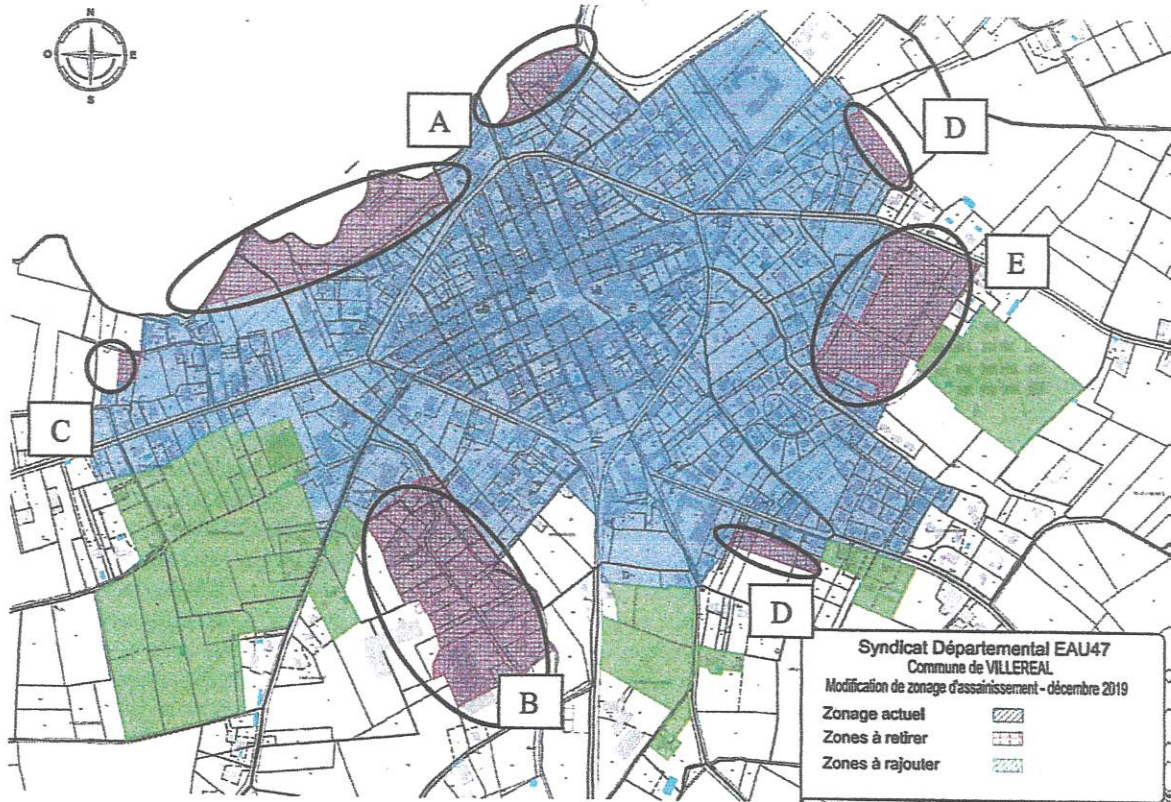 N
O
E
S
A
D
E
C
D
B
Syndicat Départemental EAU47
Commune de VILLEREAL
Modification de zonage d'assainissement - décembre 2019
Zonage actuel
Zones à retirer
Zones à rajouter